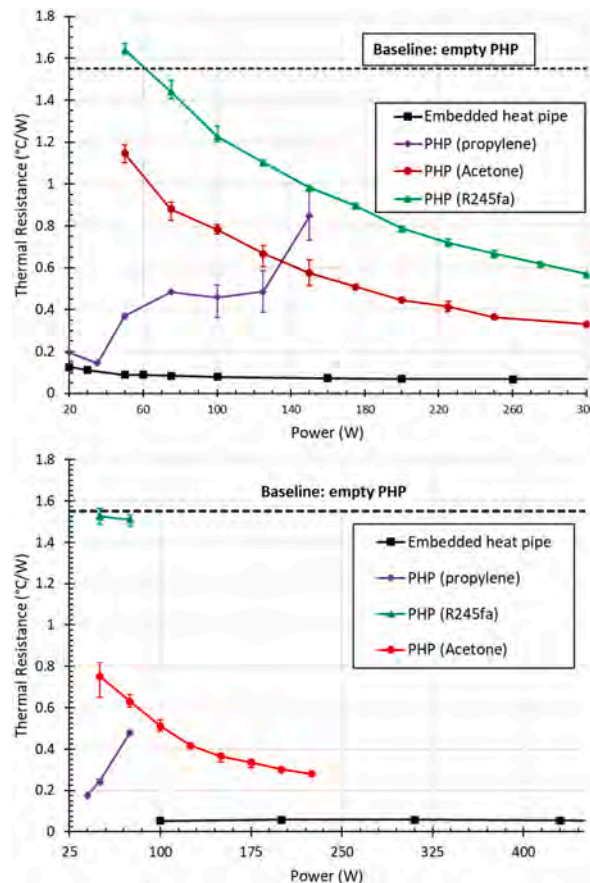 1.8
1.6
1.4
1.2
1
0.8
0.6
0.4
0.2
0
Thermal Resistance (°C/W)
Baseline: empty PHP
Embedded heat pipe
PHP (propylene)
PHP (Acetone)
PHP (R245fa)
20 60 100 140 180 220 260 300
Power (W)
1.8
1.6
1.4
1.2
1
0.8
0.6
0.4
0.2
0
Thermal Resistance (°C/W)
Baseline: empty PHP
Embedded heat pipe
PHP (propylene)
PHP (R245fa)
PHP (Acetone)
25 100 175 250 325 400
Power (W)